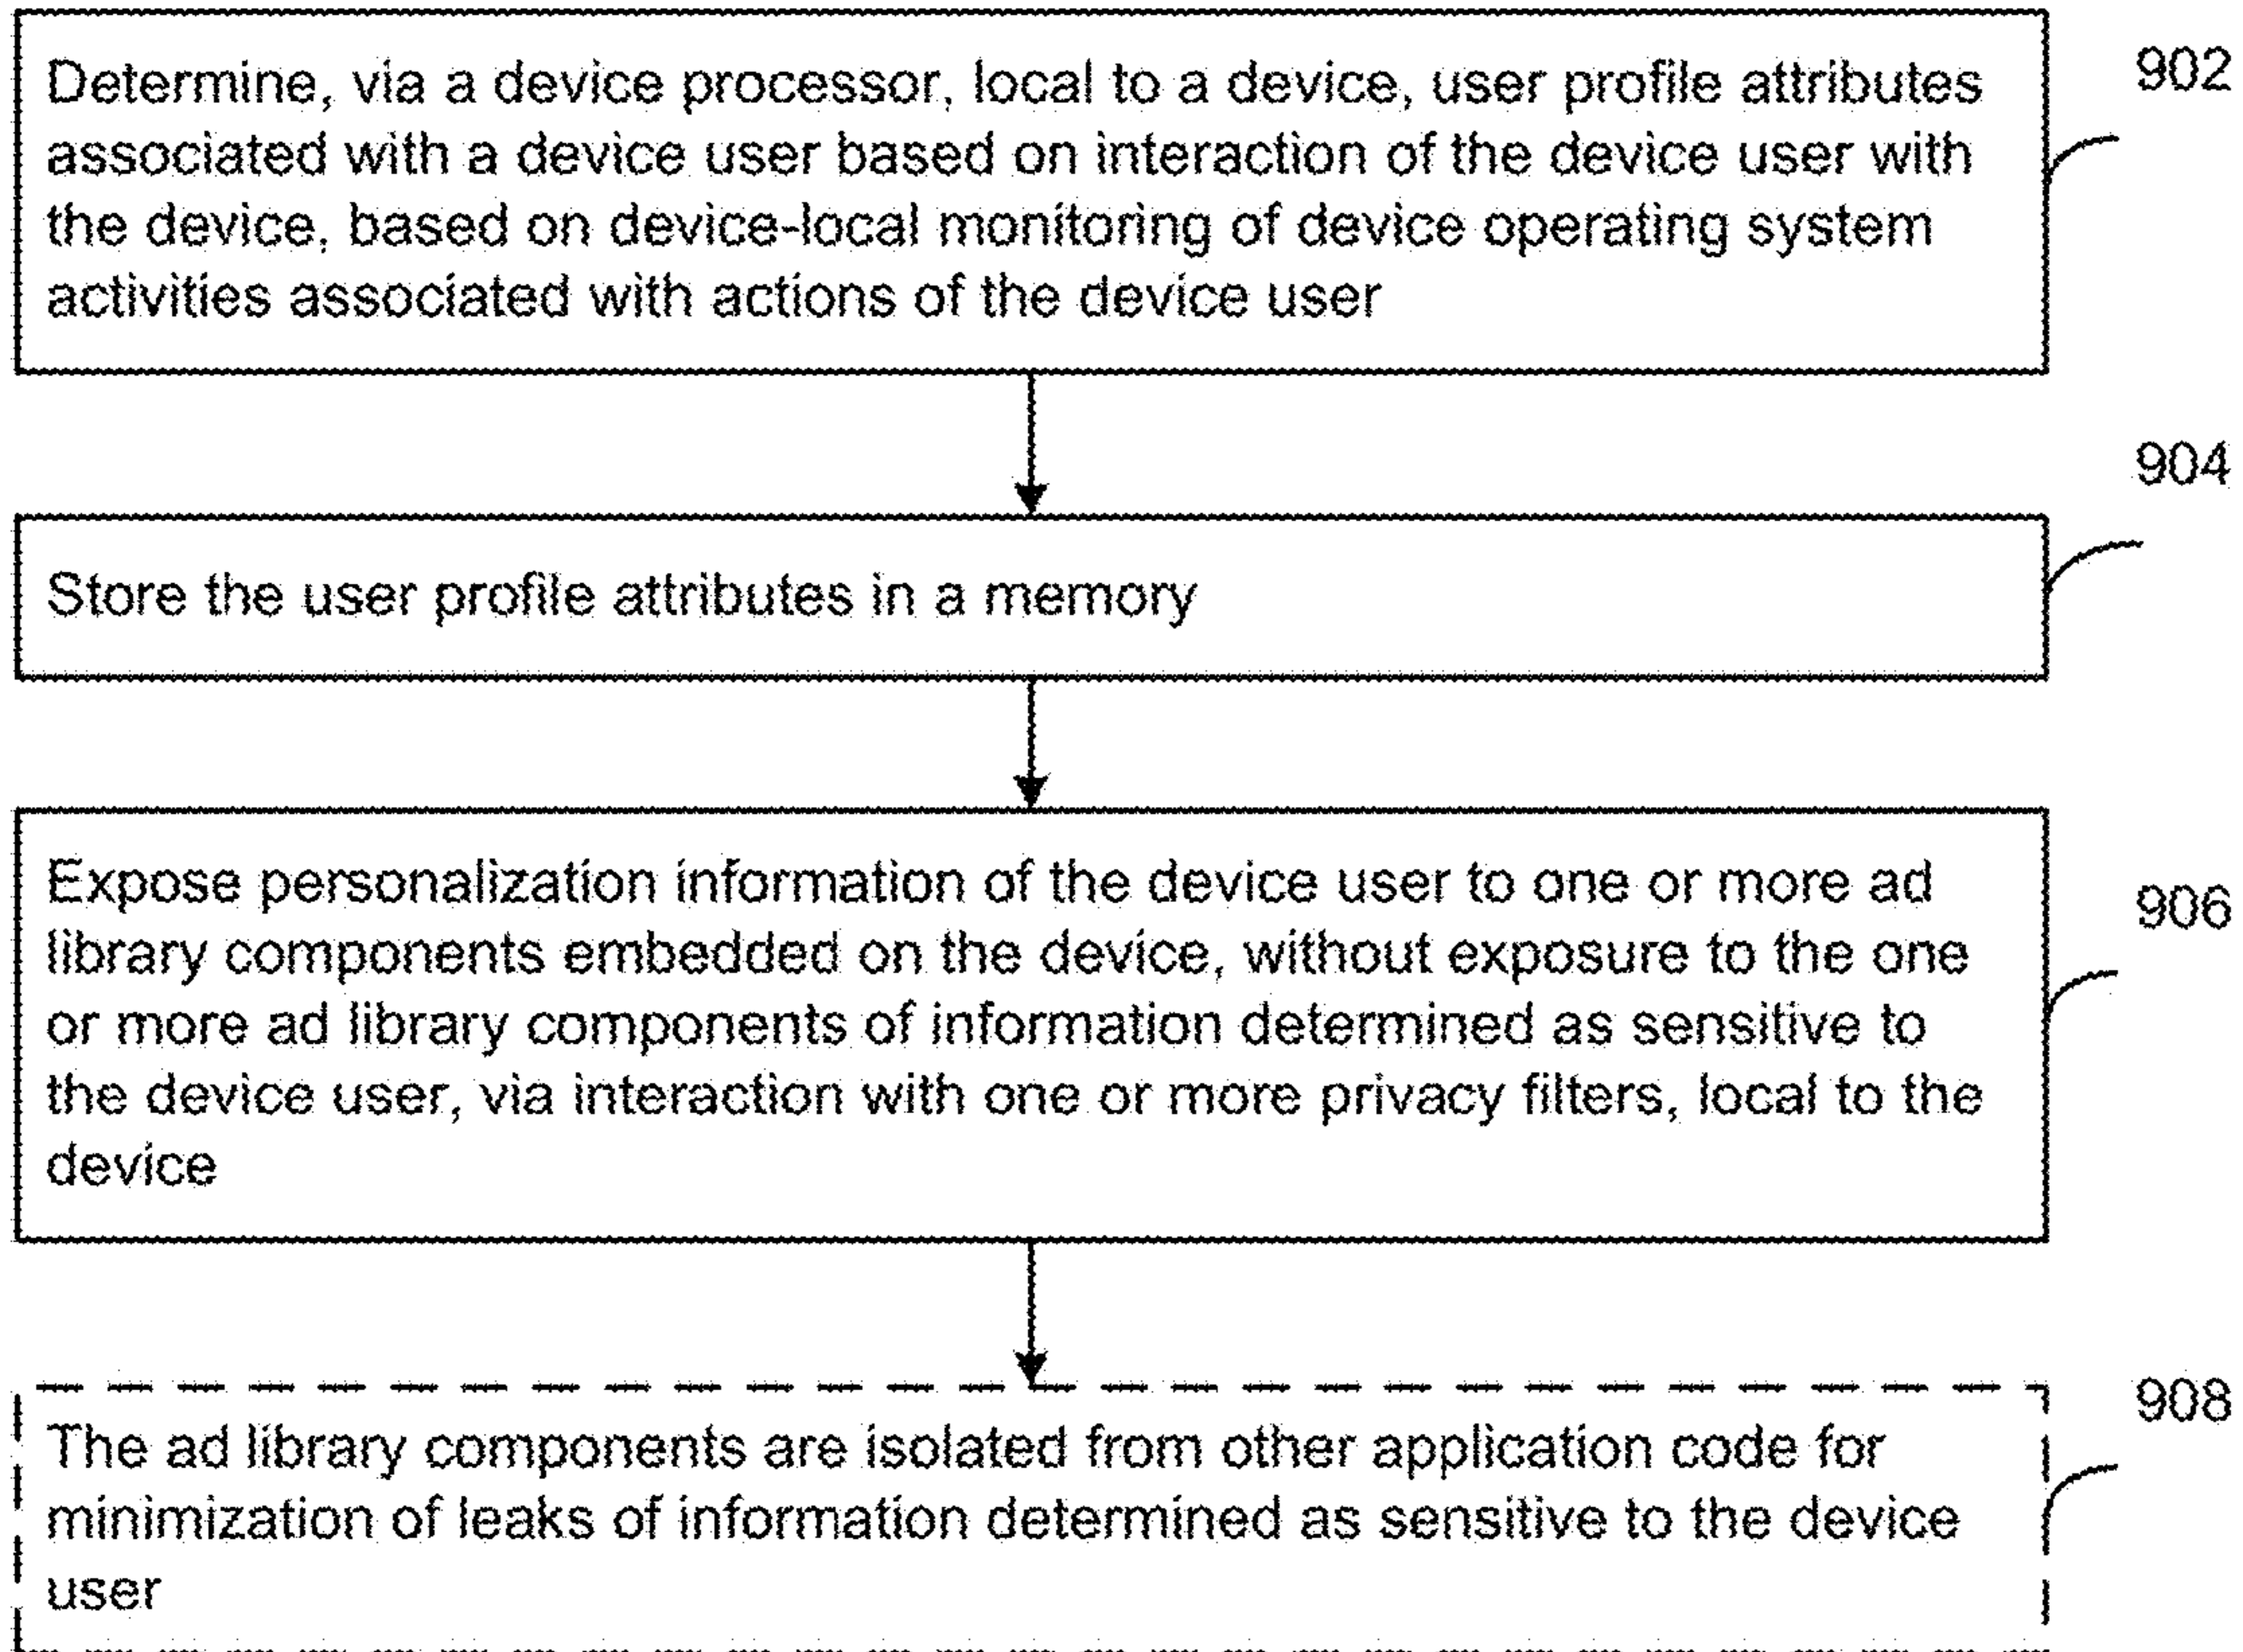 Determine, via a device processor, local to a device, user profile attributes
902
associated with a device user based on interaction of the device user with
the device, based on device-local monitoring of device operating system
activities associated with actions of the device user
904
Store the user profile attributes in a memory
Expose personalization information of the device user to one or more ad
906
library components embedded on the device, without exposure to the one
or more ad library components of information determined as sensitive to
the device user, via interaction with one or more privacy filters, local to the
device
908
The ad library components are isolated from other application code for
minimization of leaks of information determined as sensitive to the device
user